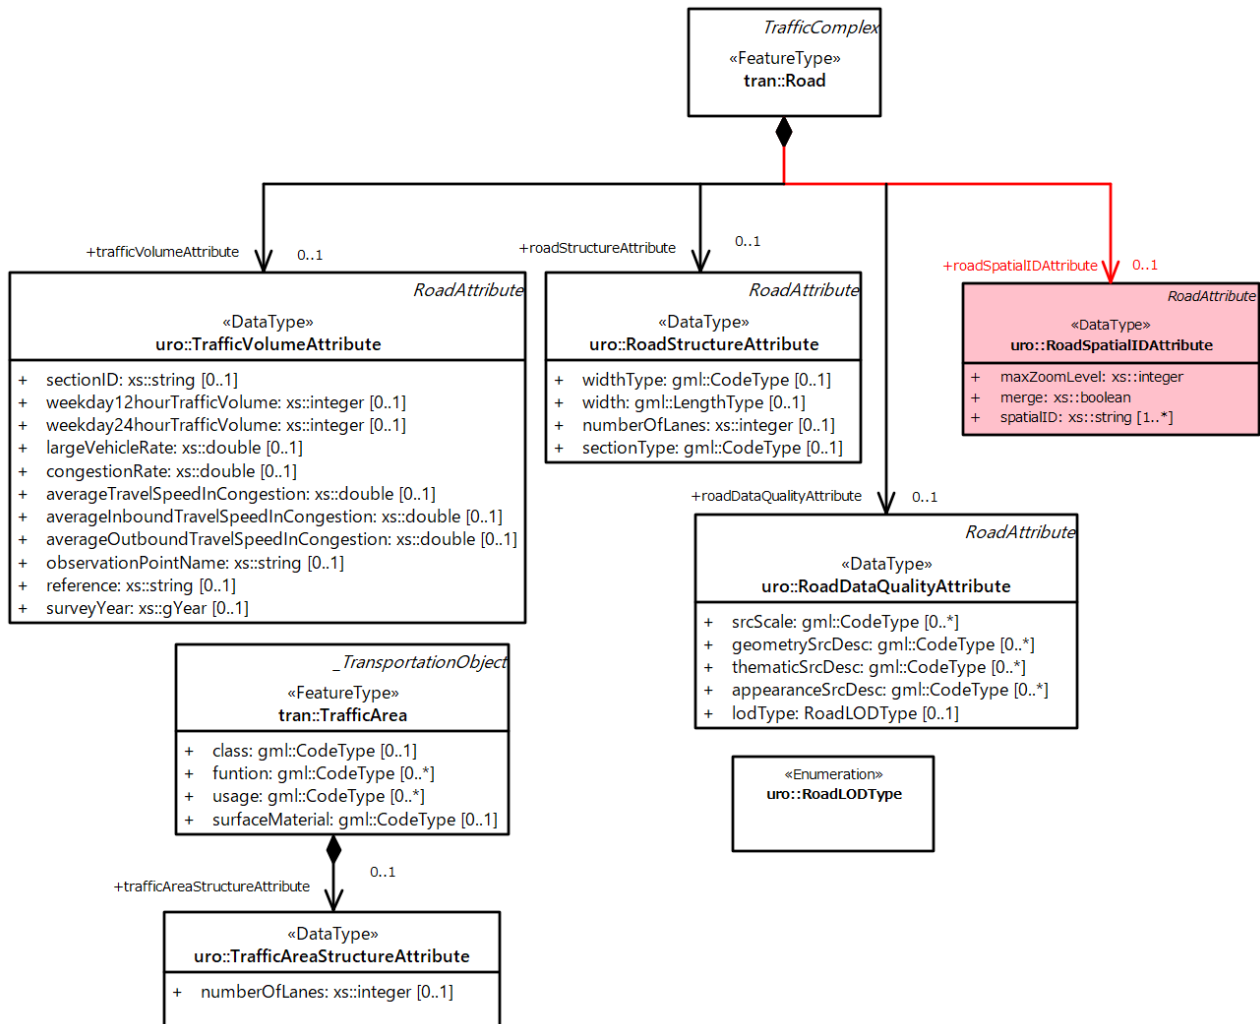 TrafficComplex
«FeatureType»
tran::Road
+trafficVolumeAttribute
0..1
+roadStructureAttribute
0..1
+roadSpatialIDAttribute
0..1
RoadAttribute
«DataType»
uro::TrafficVolumeAttribute
+ sectionID: xs::string [0..1]
+ weekday12hourTrafficVolume: xs::integer [0..1]
+ weekday24hourTrafficVolume: xs::integer [0..1]
+ largeVehicleRate: xs::double [0..1]
+ congestionRate: xs::double [0..1]
+ averageTravelSpeedInCongestion: xs::double [0..1]
+ averageInboundTravelSpeedInCongestion: xs::double [0..1]
+ averageOutboundTravelSpeedInCongestion: xs::double [0..1]
+ observationPointName: xs::string [0..1]
+ reference: xs::string [0..1]
+ surveyYear: xs::gYear [0..1]
RoadAttribute
«DataType»
uro::RoadStructureAttribute
+ widthType: gml::CodeType [0..1]
+ width: gml::LengthType [0..1]
+ numberOfLanes: xs::integer [0..1]
+ sectionType: gml::CodeType [0..1]
RoadAttribute
«DataType»
uro::RoadSpatialIDAttribute
+ maxZoomLevel: xs::integer
+ merge: xs::boolean
+ spatialID: xs::string [1..*]
+roadDataQualityAttribute
0..1
RoadAttribute
«DataType»
uro::RoadDataQualityAttribute
+ srcScale: gml::CodeType [0..*]
+ geometrySrcDesc: gml::CodeType [0..*]
+ thematicSrcDesc: gml::CodeType [0..*]
+ appearanceSrcDesc: gml::CodeType [0..*]
+ lodType: RoadLODType [0..1]
_TransportationObject
«FeatureType»
tran::TrafficArea
+ class: gml::CodeType [0..1]
+ funtion: gml::CodeType [0..*]
+ usage: gml::CodeType [0..*]
+ surfaceMaterial: gml::CodeType [0..1]
«Enumeration»
uro::RoadLODType
+trafficAreaStructureAttribute
0..1
«DataType»
uro::TrafficAreaStructureAttribute
+ numberOfLanes: xs::integer [0..1]